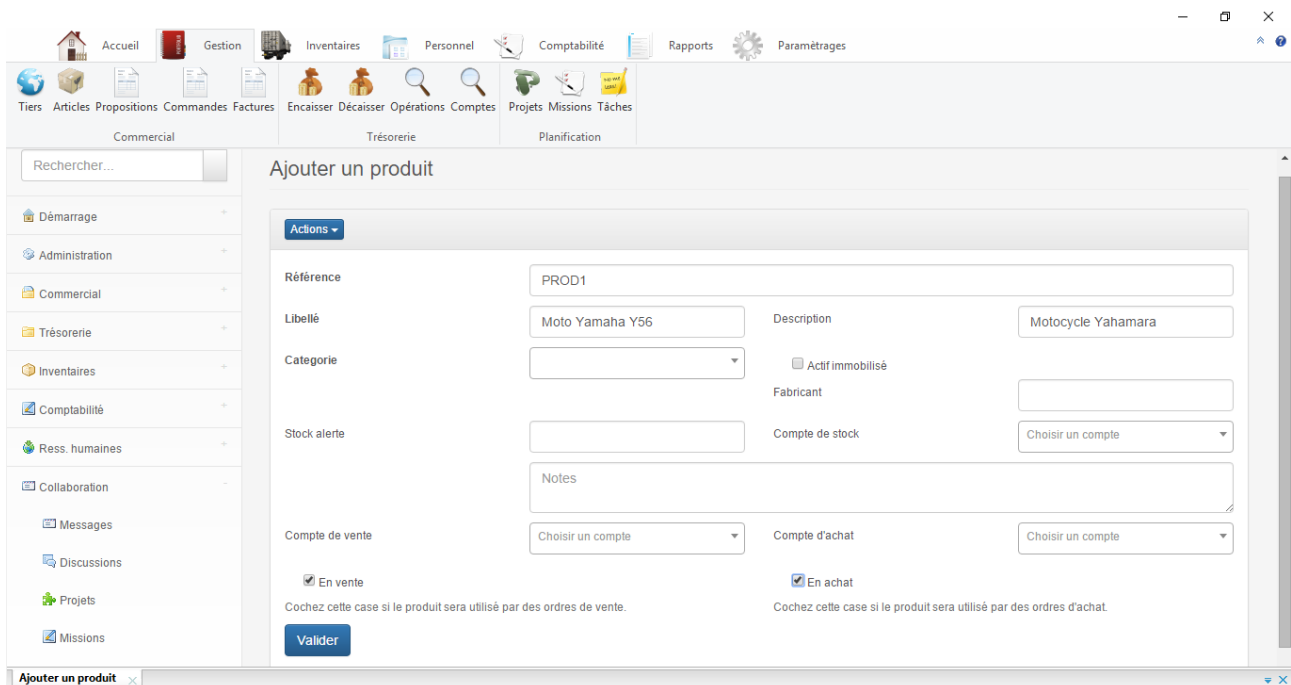 Accueil Gestion Inventaires Personnel Comptabilité Rapports Paramètrages
Tiers Articles Propositions Commandes Factures Encaisser Décaisser Opérations Comptes Projets Missions Tâches
Commercial Trésorerie Planification
Rechercher... Ajouter un produit
Démarrage
Actions
Administration
Référence PROD1
Commercial
Libellé Moto Yamaha Y56 Description Motocycle Yahamara
Trésorerie
Categorie Actif immobilisé
Inventaires
Fabricant
Comptabilité
Stock alerte Compte de stock Choisir un compte
Ress. humaines
Notes
Collaboration
Messages
Compte de vente Choisir un compte Compte d'achat Choisir un compte
Discussions
En vente En achat
Projets
Cochez cette case si le produit sera utilisé par des ordres de vente. Cochez cette case si le produit sera utilisé par des ordres d'achat.
Missions
Valider
Ajouter un produit